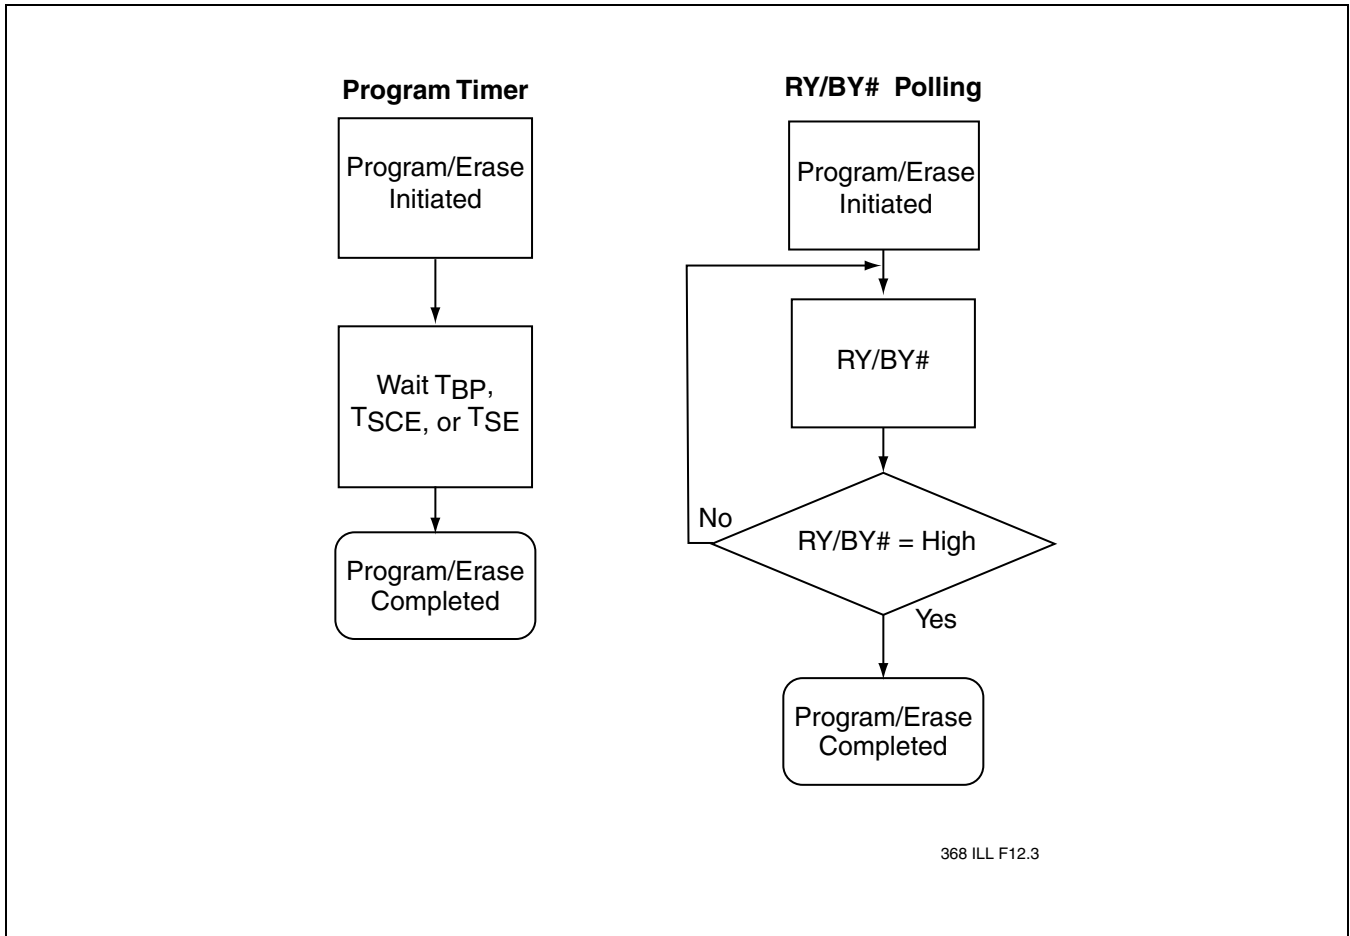 Program Timer
Program/Erase
Initiated
Wait TBP,
TSCE, or TSE
Program/Erase
Completed
RY/BY# Polling
Program/Erase
Initiated
RY/BY#
RY/BY# = High
No
Yes
Program/Erase
Completed
368 ILL F12.3